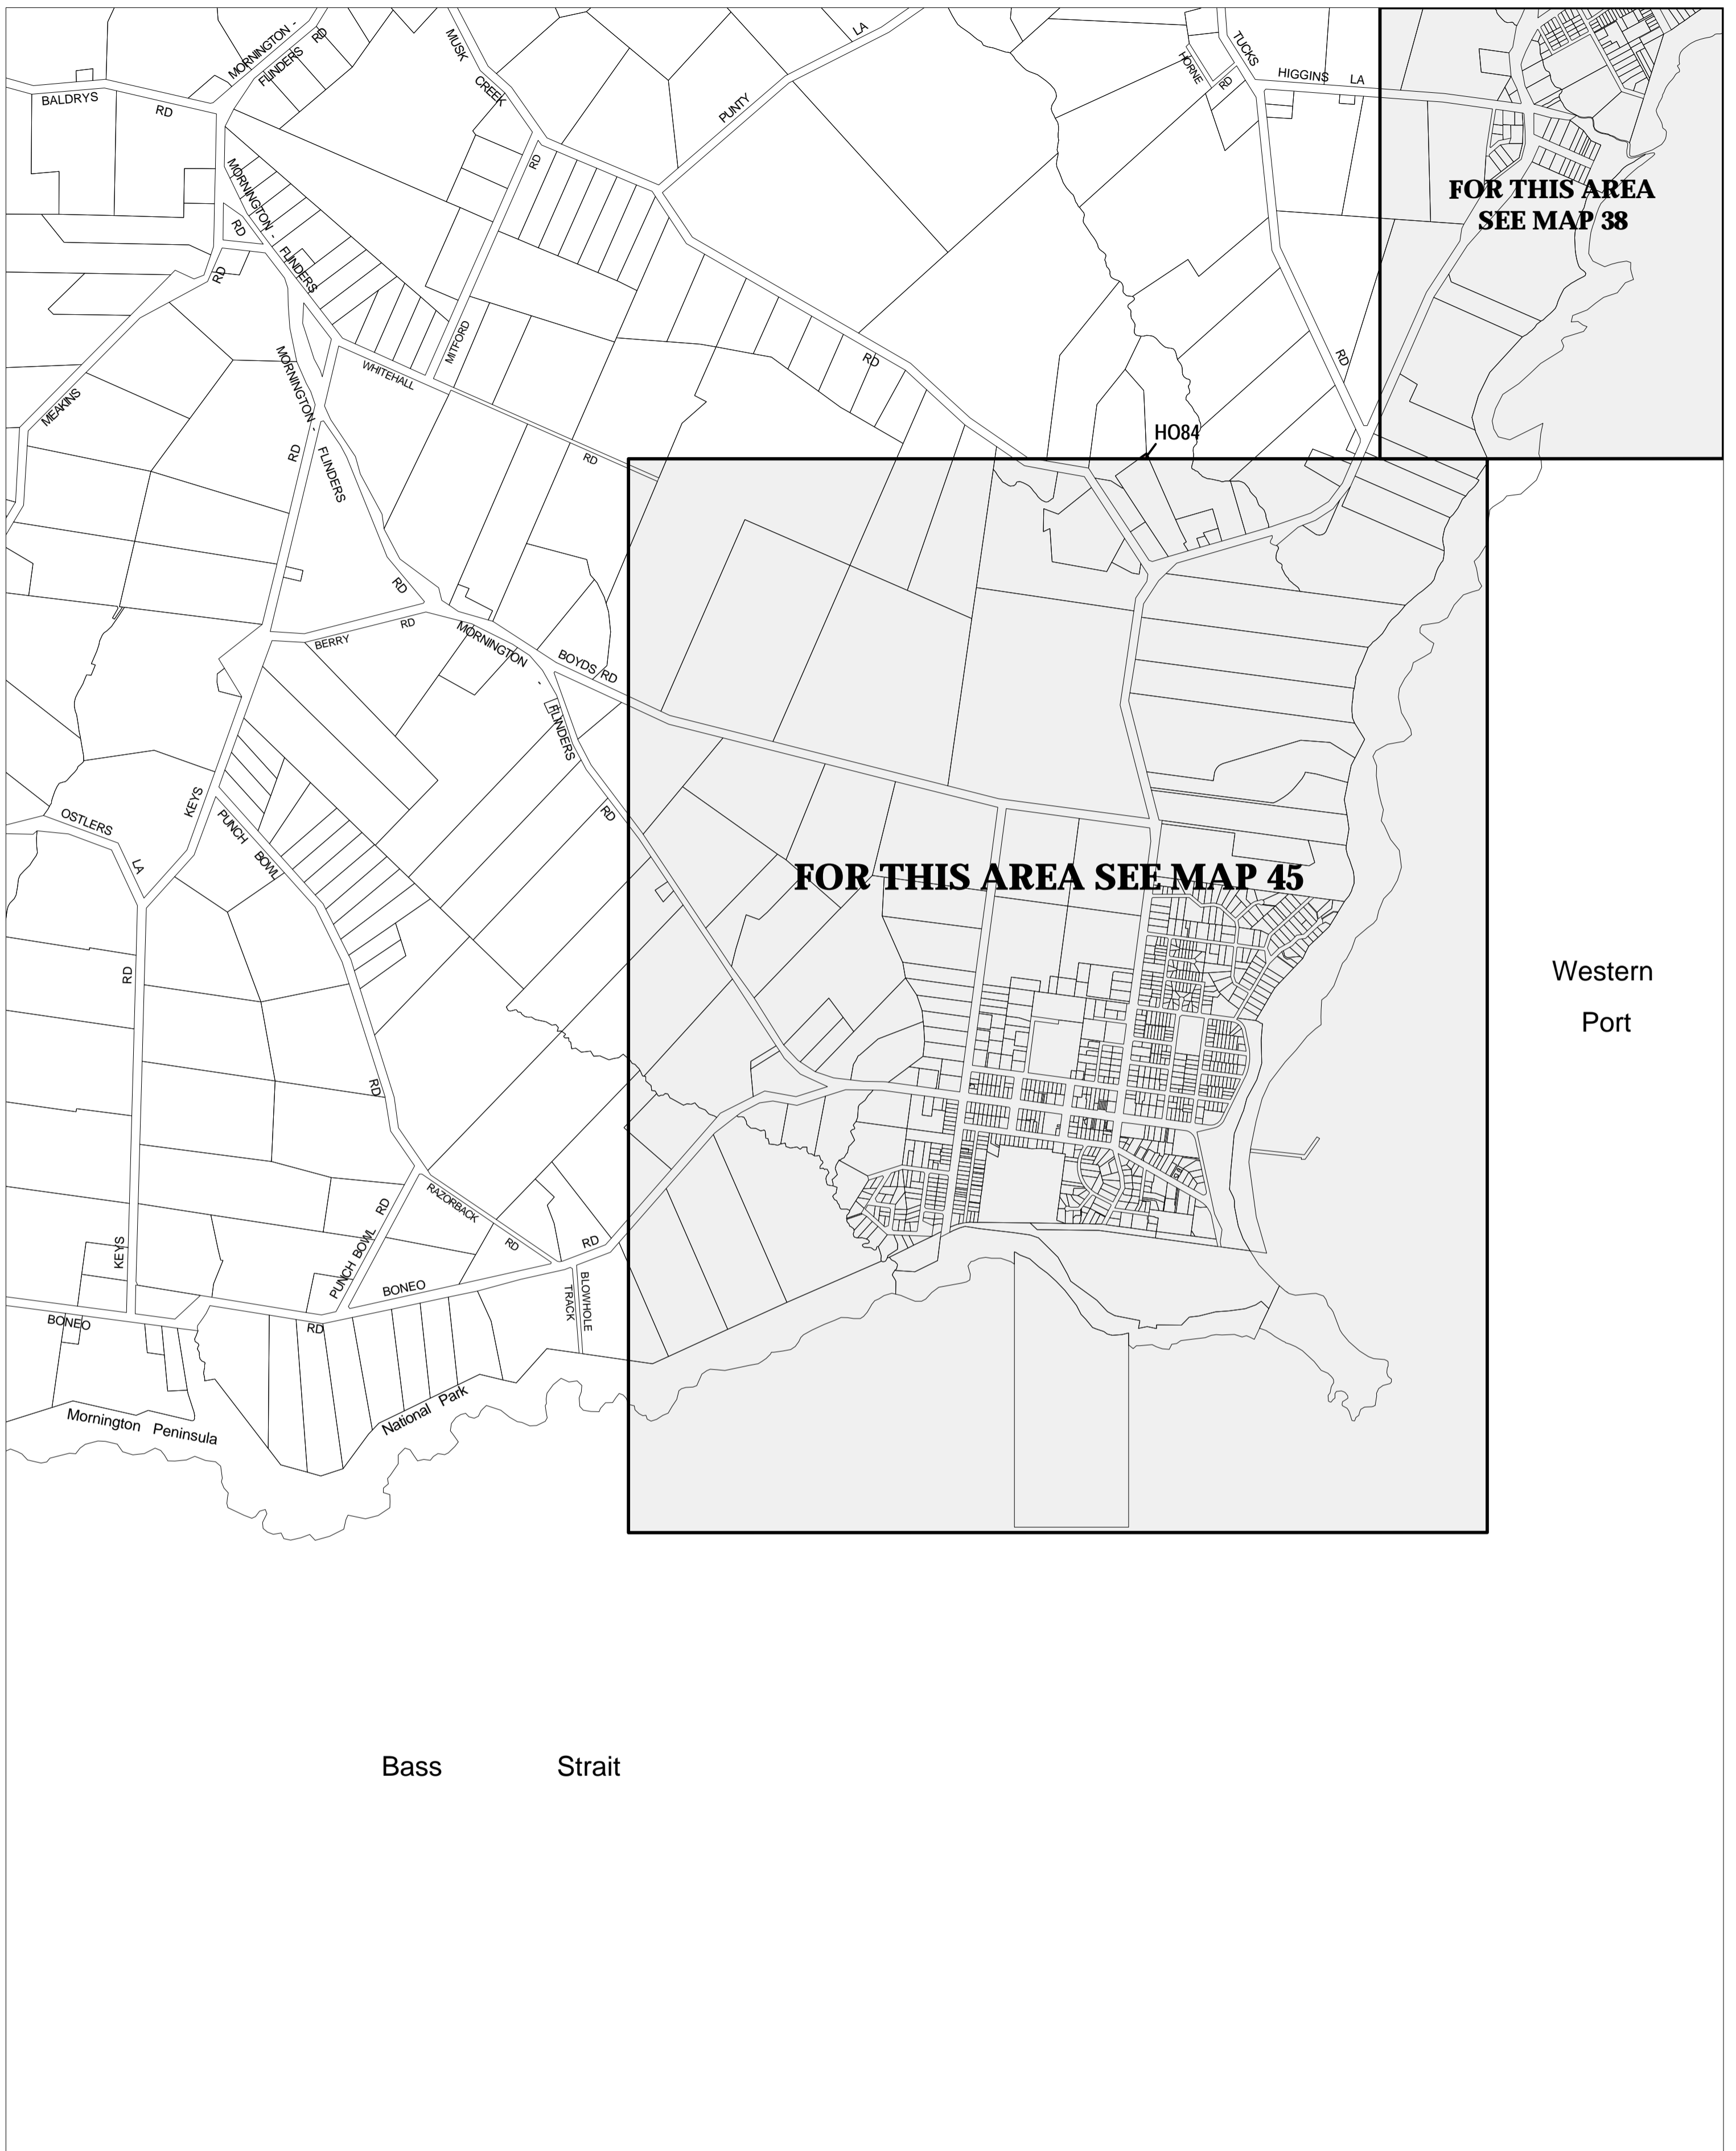 MORNINGTON -
FLINDERS RD
MUSK
CREEK
RD
LA
PUNTY
TUCKS
HORNE
RD
HIGGINS LA
BALDRYS
RD
FOR THIS AREA
SEE MAP 38
MORNINGTON -
FLINDERS
RD
RD
MITFORD
WHITEHALL
RD
RD
RD
MEAKINS
MORNINGTON -
FLINDERS
RD
RD
HO84
BERRY
RD
MORNINGTON
-
FLINDERS
RD
BOYDS RD
KEYS
OSTLERS
LA
PUNCH
BOWL
RD
FOR THIS AREA SEE MAP 45
Western
Port
RD
KEYS
PUNCH BOWL RD
RAZORBACK
RD
RD
BONEO
BLOWHOLE
TRACK
BONEO
RD
Mornington Peninsula
National Park
Bass Strait